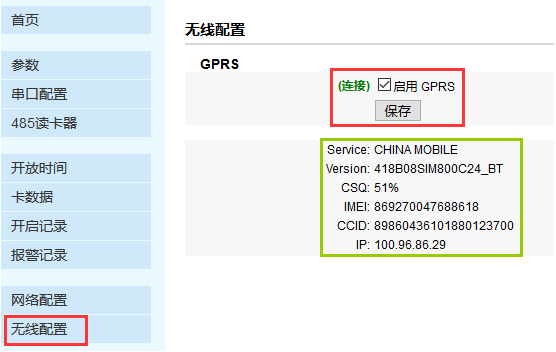 首页
参数
串口配置
485读卡器
开放时间
卡数据
开启记录
报警记录
网络配置
无线配置
无线配置
GPRS
(连接) 启用 GPRS
保存
Service: CHINA MOBILE
Version: 418B08SIM800C24_BT
CSQ: 51%
IMEI: 869270047688618
CCID: 89860436101880123700
IP: 100.96.86.29